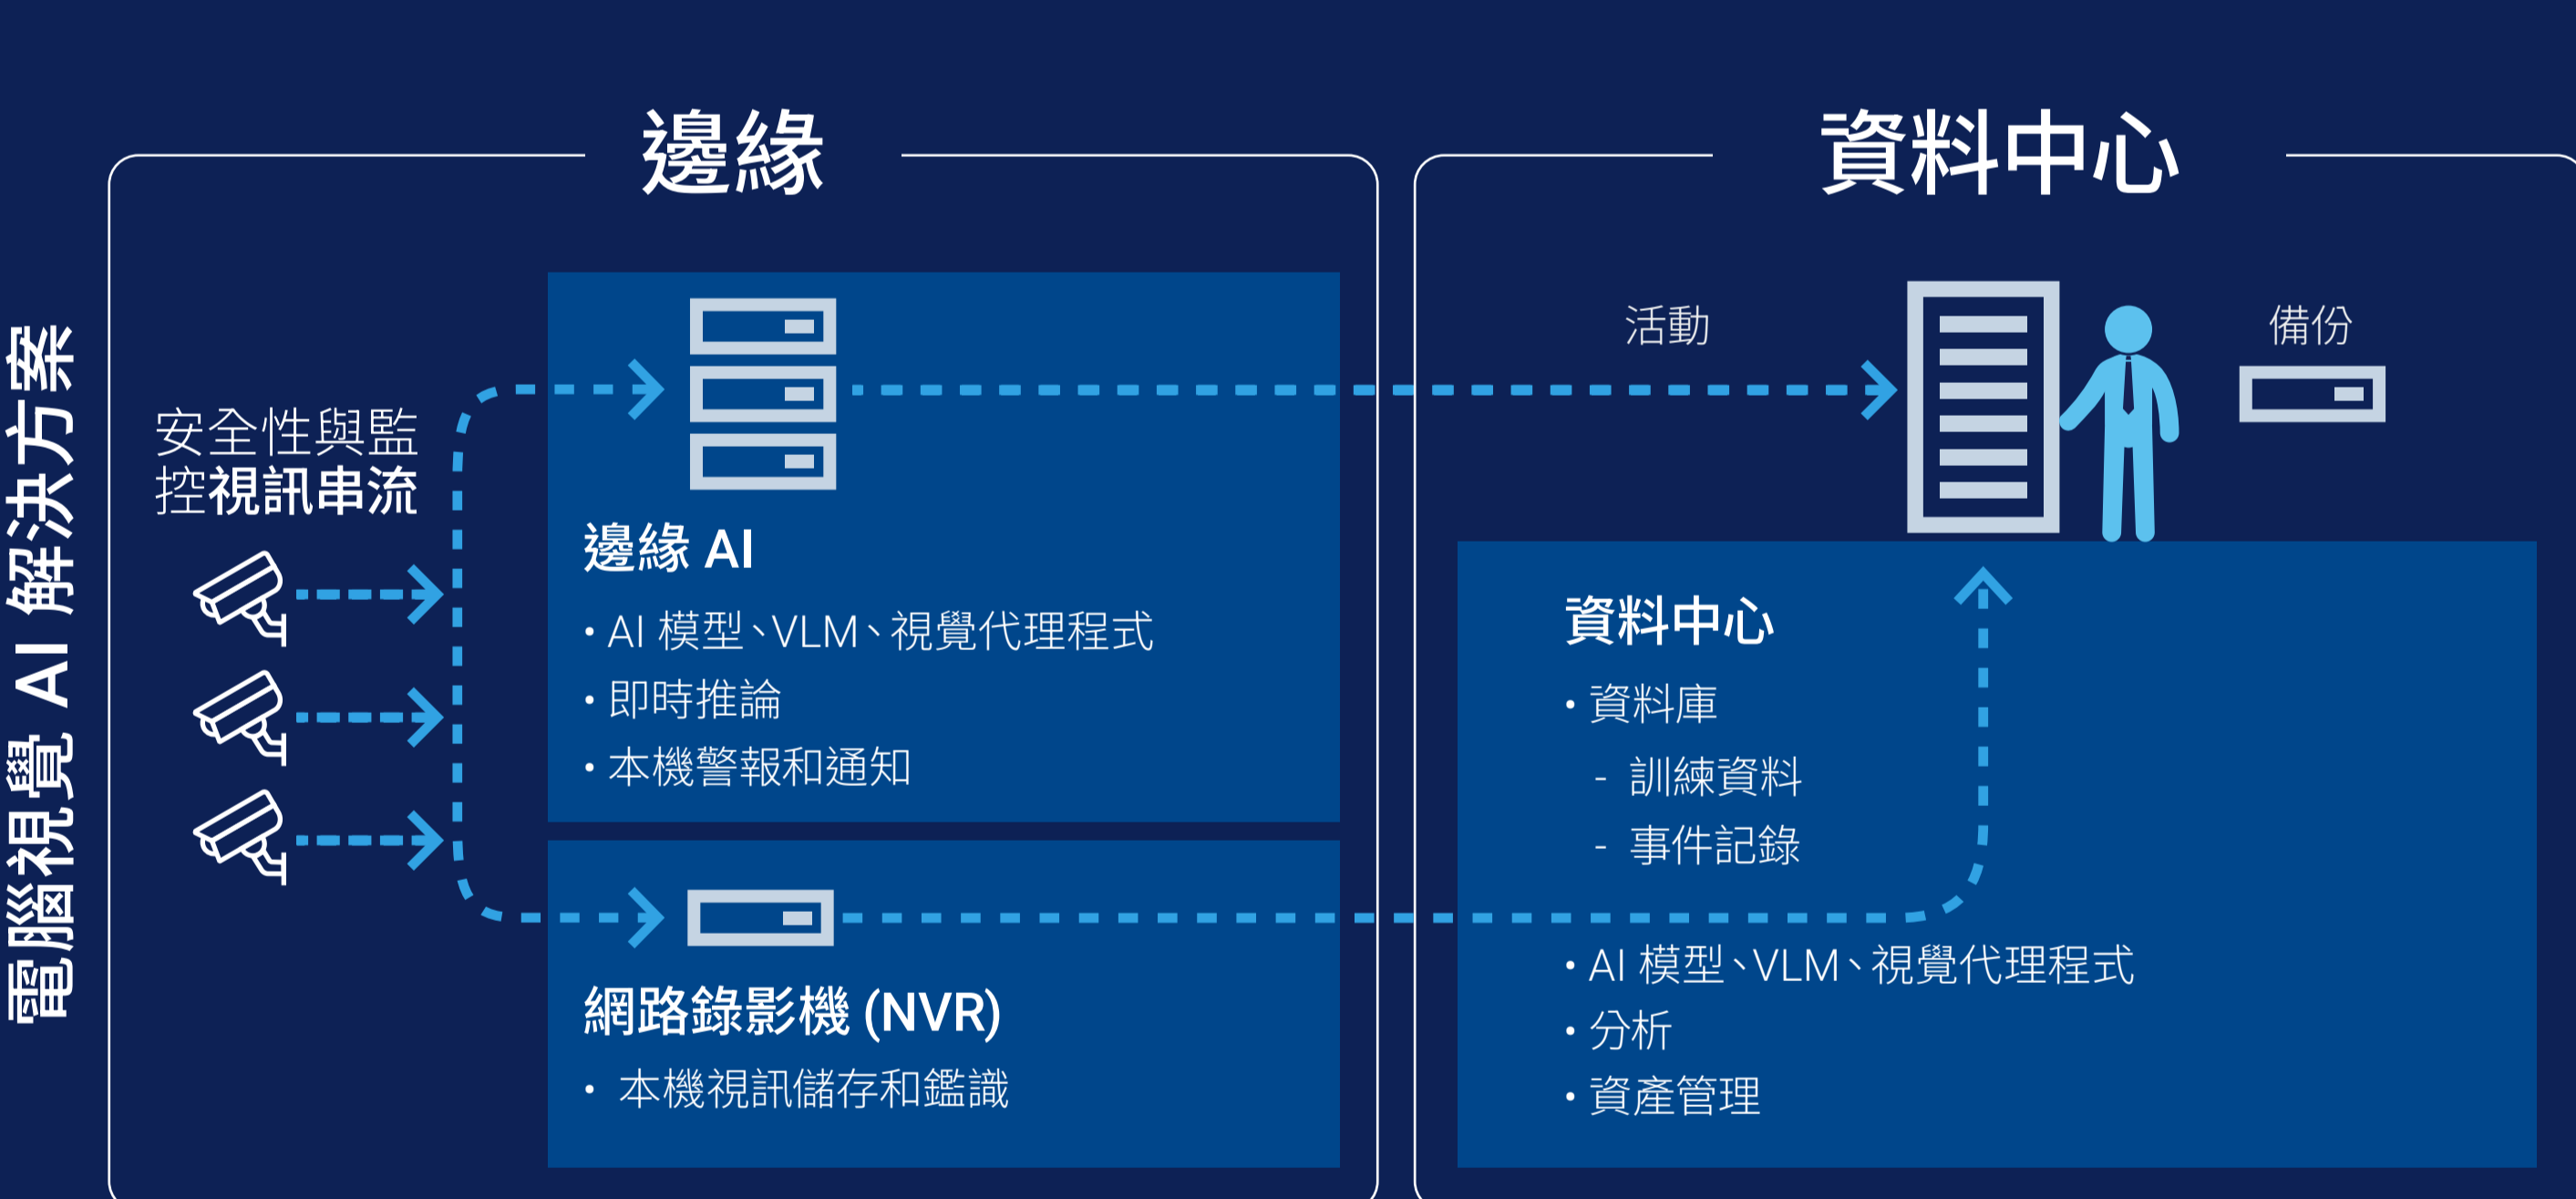 電腦視覺 AI 解決方案
邊緣
安全性與監
控視訊串流
邊緣 AI
• AI 模型、VLM、視覺代理程式
• 即時推論
• 本機警報和通知
網路錄影機 (NVR)
• 本機視訊儲存和鑑識
資料中心
活動
備份
資料中心
• 資料庫
- 訓練資料
- 事件記錄
• AI 模型、VLM、視覺代理程式
• 分析
• 資產管理